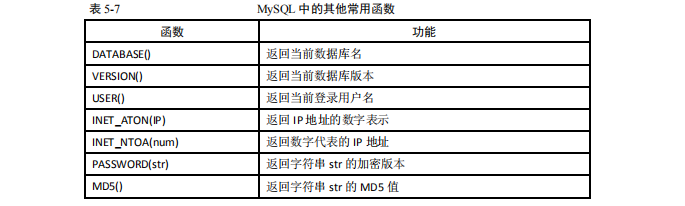 表 5-7 MySQL 中的其他常用函数
函数 功能
DATABASE() 返回当前数据库名
VERSION() 返回当前数据库版本
USER() 返回当前登录用户名
INET_ATON(IP) 返回 IP 地址的数字表示
INET_NTOA(num) 返回数字代表的 IP 地址
PASSWORD(str) 返回字符串 str 的加密版本
MD5() 返回字符串 str 的 MD5 值